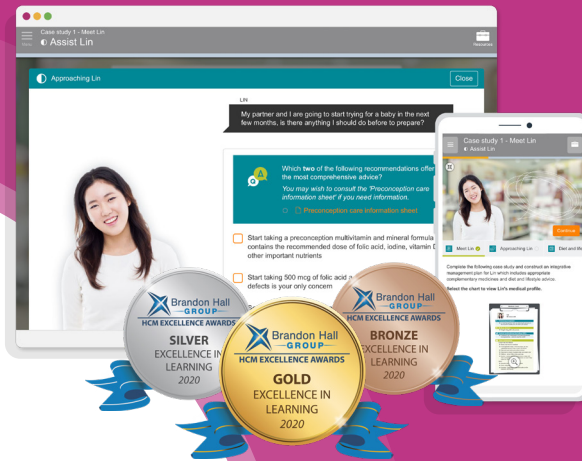 Case study 1 - Meet Lin
Assist Lin
Menu
Resources
Approaching Lin
Close
LIN
My partner and I are going to start trying for a baby in the next
few months, is there anything I should do before to prepare?
Q A
Which two of the following recommendations offer
the most comprehensive advice?
You may wish to consult the 'Preconception care
information sheet' if you need information.
Preconception care information sheet
Start taking a preconception multivitamin and mineral formula
contains the recommended dose of folic acid, iodine, vitamin
other important nutrients
Start taking 500 mcg of folic acid
defects is your only concern
Case study 1 - Meet Lin
Assist Lin
Continue
Meet Lin
Approaching Lin
Diet and
Complete the following case study and construct an integrative
management plan for Lin which includes appropriate
complementary medicines and diet and lifestyle advice.
Select the chart to view Lin's medical profile.
Brandon Hall
GROUP
HCM EXCELLENCE AWARDS
SILVER
EXCELLENCE IN
LEARNING
2020
Brandon Hall
GROUP
HCM EXCELLENCE AWARDS
GOLD
EXCELLENCE IN
LEARNING
2020
Brandon Hall
GROUP
HCM EXCELLENCE AWARDS
BRONZE
EXCELLENCE IN
LEARNING
2020